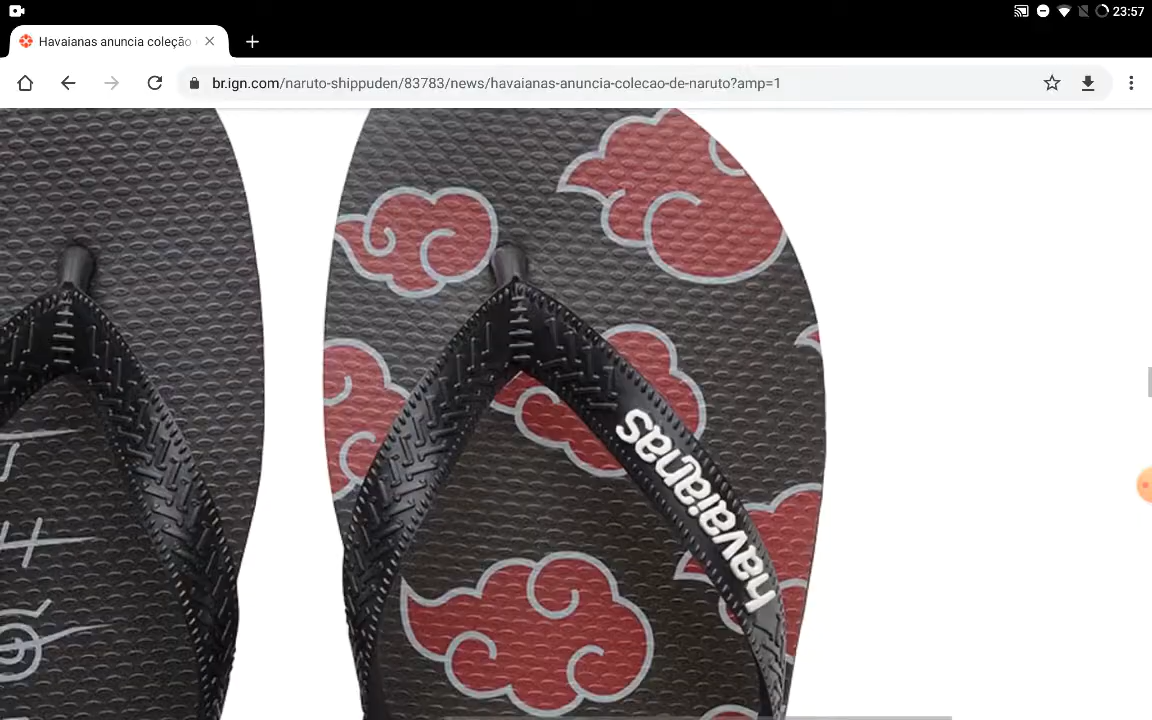 23:57
Havaianas anuncia coleção
br.ign.com/naruto-shippuden/83783/news/havaianas-anuncia-colecao-de-naruto?amp=1
havaianas